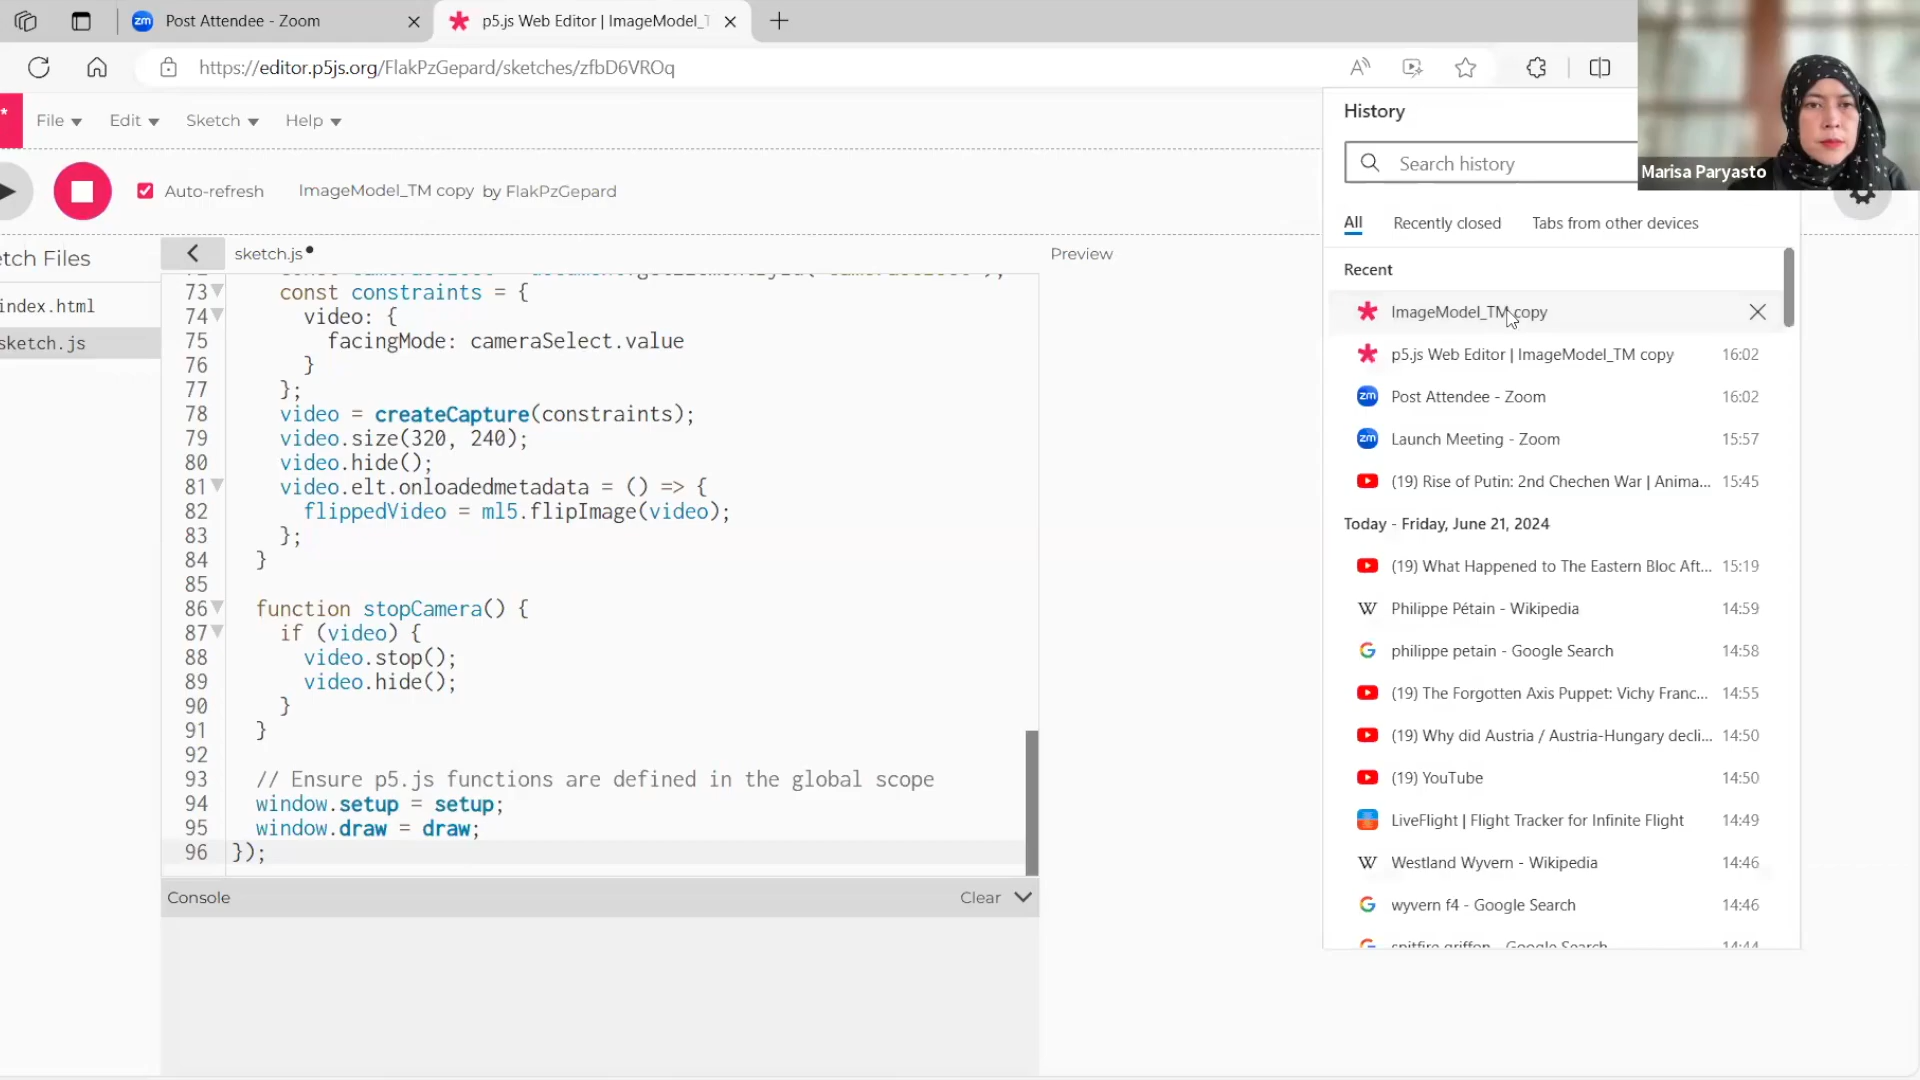 Post Attendee - Zoom
p5.js Web Editor | ImageModel_T
https://editor.p5js.org/FlakPzGepard/sketches/zfbD6VROq
File
Edit
Sketch
Help
Auto-refresh
ImageModel_TM copy by FlakPzGepard
etch Files
index.html
sketch.js
sketch.js
Preview
73 const constraints = {
74 video: {
75 facingMode: cameraSelect.value
76 }
77 };
78 video = createCapture(constraints);
79 video.size(320, 240);
80 video.hide();
81 video.elt.onloadedmetadata = () => {
82 flippedVideo = ml5.flipImage(video);
83 };
84 }
85
86 function stopCamera() {
87 if (video) {
88 video.stop();
89 video.hide();
90 }
91 }
92
93 // Ensure p5.js functions are defined in the global scope
94 window.setup = setup;
95 window.draw = draw;
96 });
Console
Clear
History
Search history
All
Recently closed
Tabs from other devices
Recent
ImageModel_TM copy
p5.js Web Editor | ImageModel_TM copy 16:02
Post Attendee - Zoom 16:02
Launch Meeting - Zoom 15:57
(19) Rise of Putin: 2nd Chechen War | Anima... 15:45
Today - Friday, June 21, 2024
(19) What Happened to The Eastern Bloc Aft... 15:19
Philippe Pétain - Wikipedia 14:59
philippe petain - Google Search 14:58
(19) The Forgotten Axis Puppet: Vichy Franc... 14:55
(19) Why did Austria / Austria-Hungary decli... 14:50
(19) YouTube 14:50
LiveFlight | Flight Tracker for Infinite Flight 14:49
Westland Wyvern - Wikipedia 14:46
wyvern f4 - Google Search 14:46
spitfire griffon - Google Search 14:44
Marisa Paryasto